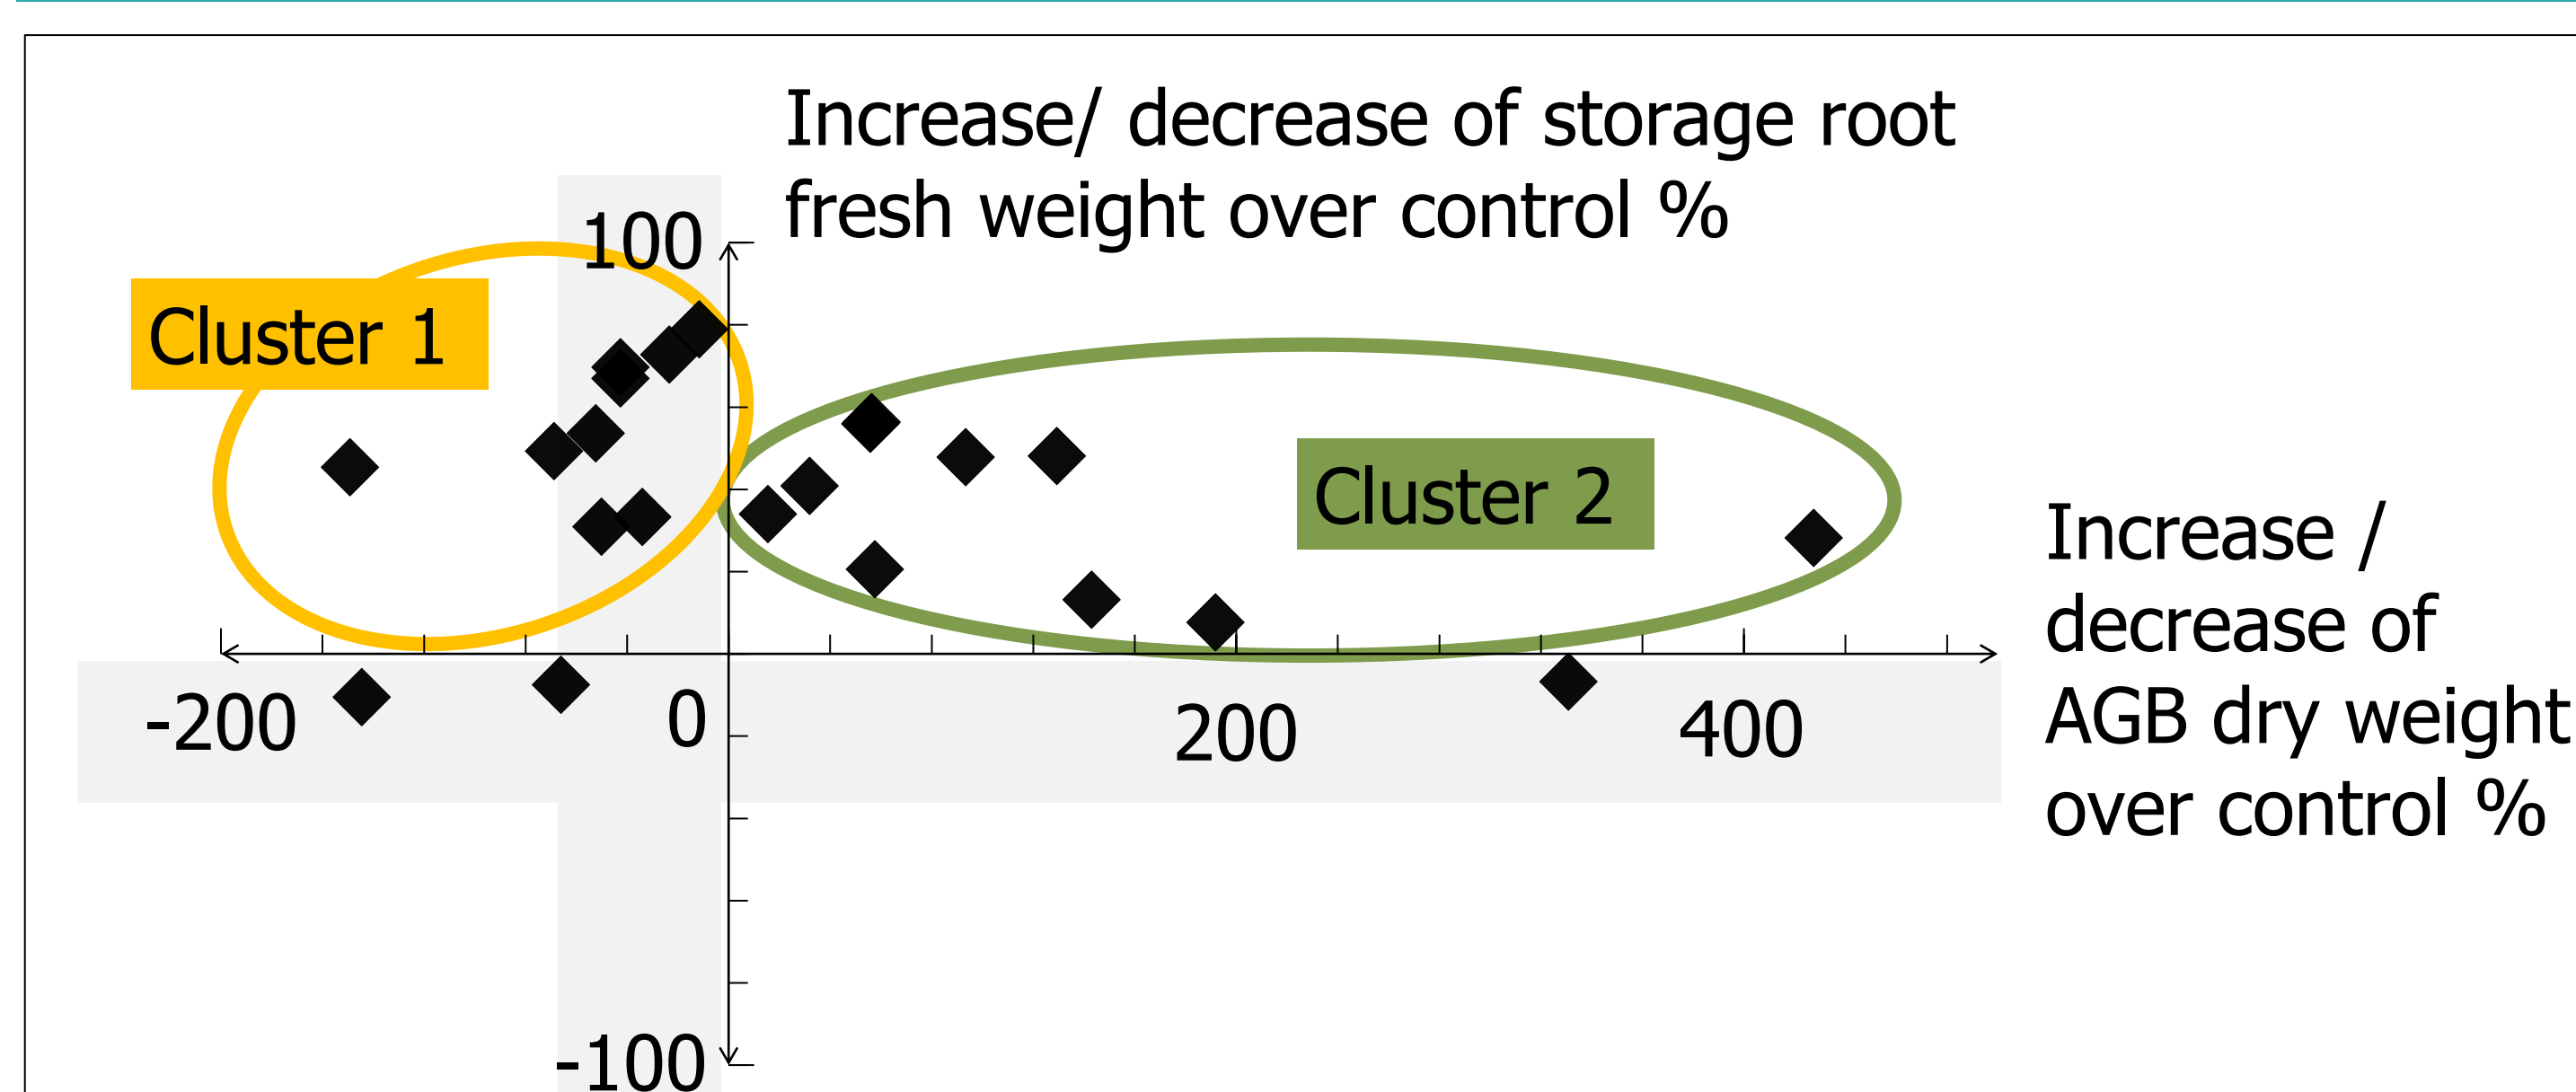 Increase/ decrease of storage root
fresh weight over control %
100
Cluster 1
Cluster 2
Increase /
decrease of
AGB dry weight
over control %
-200
0
200
400
-100